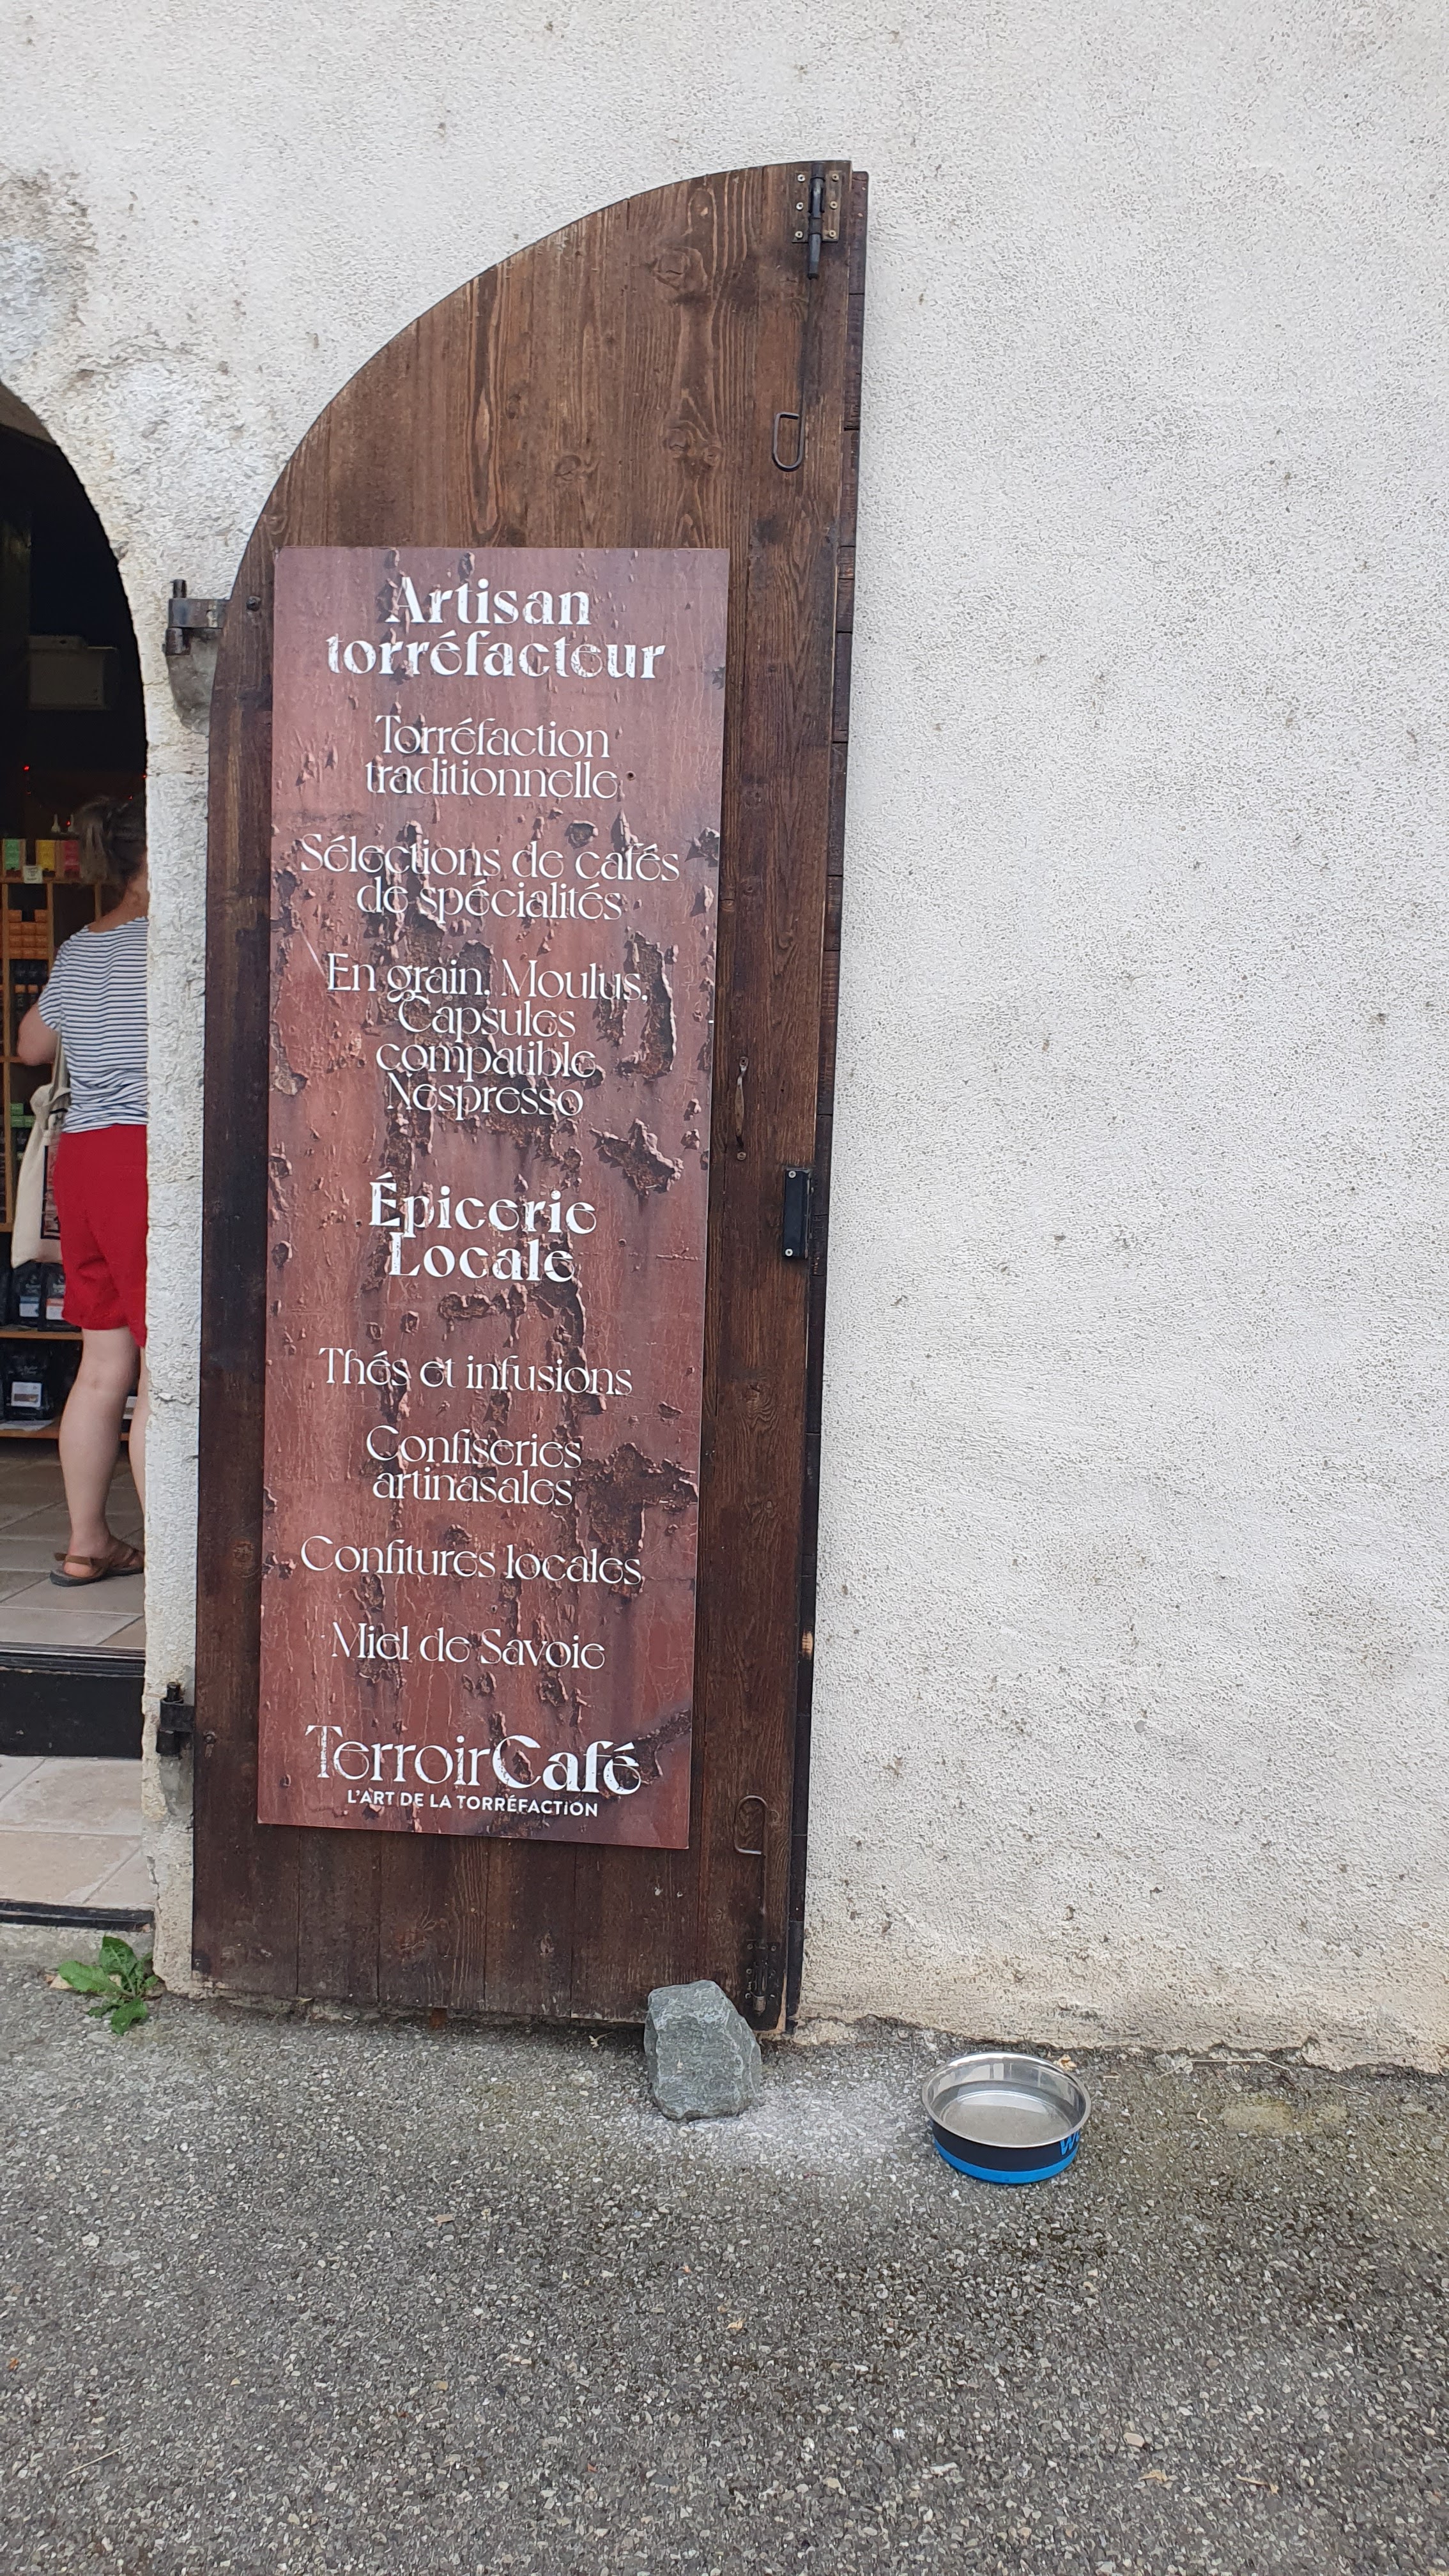 Artisan
torréfacteur
Torréfaction
traditionnelle
Sélections de cafés
de spécialités
En grain, Moulus,
Capsules
compatible
Nespresso
Épicerie
Locale
Thés et infusions
Confiseries
artinasales
Confitures locales
Miel de Savoie
TerroirCafé
L'ART DE LA TORRÉFACTION